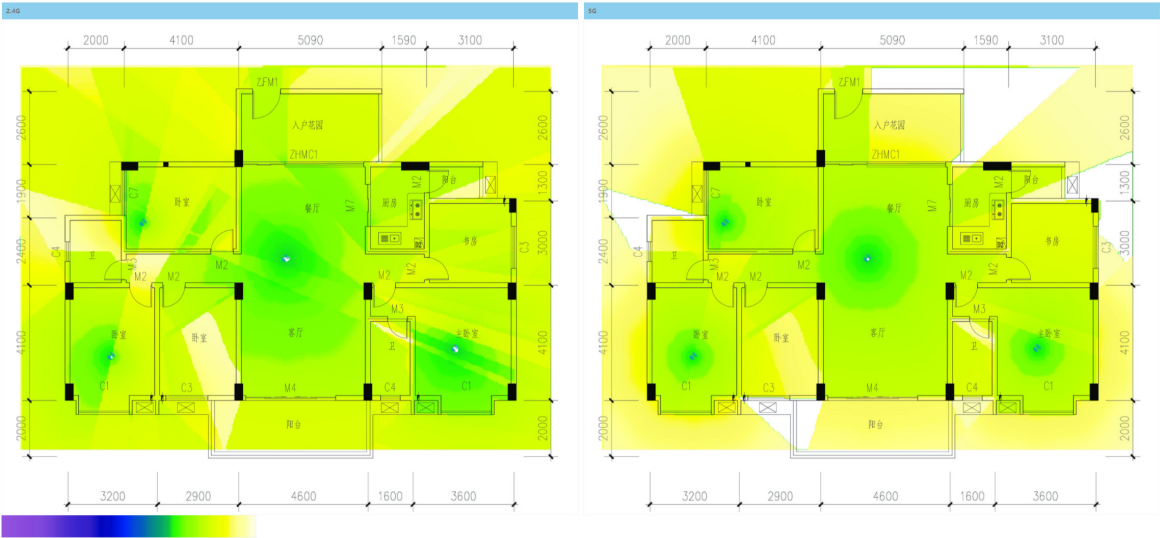 2.4G
2000 4100 5090 1590 3100
ZFM1
2600 入户花园 2600
ZHMC1
1900 C7 卧室 餐厅 M7 厨房 M2 阳台 1300
2400 C4 卫 M3 M2 M2 M2 M2 M2 书房 C3 3000
M3
4100 卧室 卧室 客厅 卫 主卧室 4100
C1 C3 M4 C4 C1
2000 阳台 2000
3200 2900 4600 1600 3600
5G
2000 4100 5090 1590 3100
ZFM1
2600 入户花园 2600
ZHMC1
1900 C7 卧室 餐厅 M7 厨房 M2 阳台 1300
2400 C4 卫 M3 M2 M2 M2 M2 M2 书房 C3 3000
M3
4100 卧室 卧室 客厅 卫 主卧室 4100
C1 C3 M4 C4 C1
2000 阳台 2000
3200 2900 4600 1600 3600